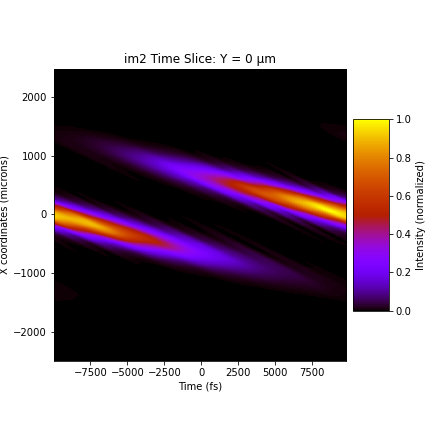 im2 Time Slice: Y = 0 μm
2000
1000
0
−1000
−2000
X coordinates (microns)
−7500 −5000 −2500 0 2500 5000 7500
Time (fs)
1.0
0.8
0.6
0.4
0.2
0.0
Intensity (normalized)